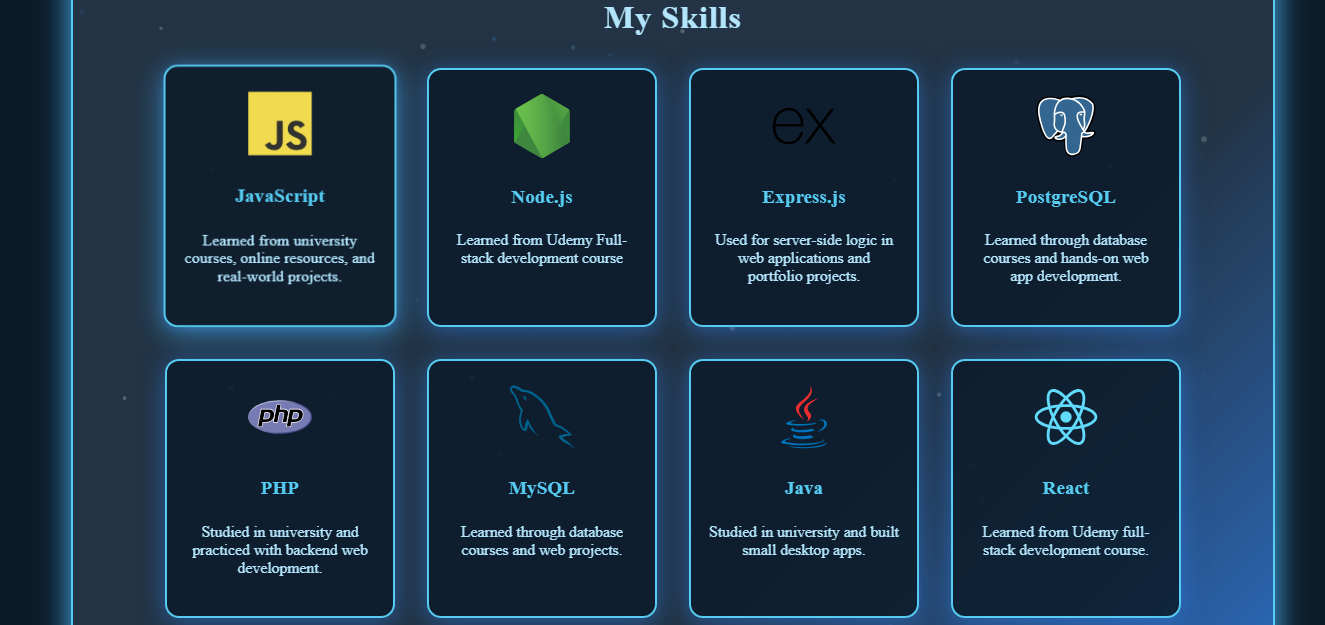 My Skills
JS
JavaScript
Learned from university
courses, online resources, and
real-world projects.
Node.js
Learned from Udemy Full-
stack development course
ex
Express.js
Used for server-side logic in
web applications and
portfolio projects.
PostgreSQL
Learned through database
courses and hands-on web
app development.
php
PHP
Studied in university and
practiced with backend web
development.
MySQL
Learned through database
courses and web projects.
Java
Studied in university and built
small desktop apps.
React
Learned from Udemy full-
stack development course.